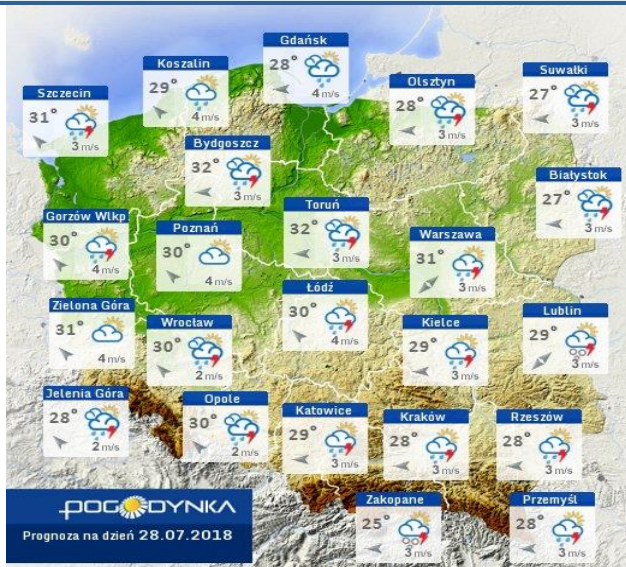 Gdańsk
28°
4 m/s
Koszalin
29°
4 m/s
Suwałki
27°
3 m/s
Olsztyn
28°
3 m/s
Szczecin
31°
3 m/s
Bydgoszcz
32°
3 m/s
Białystok
27°
3 m/s
Toruń
32°
3 m/s
Gorzów Wlkp
30°
4 m/s
Poznań
30°
4 m/s
Warszawa
31°
3 m/s
Łódź
30°
4 m/s
Zielona Góra
31°
4 m/s
Wrocław
30°
2 m/s
Kielce
29°
3 m/s
Lublin
29°
3 m/s
Jelenia Góra
28°
2 m/s
Opole
30°
2 m/s
Katowice
29°
3 m/s
Kraków
28°
3 m/s
Rzeszów
28°
3 m/s
Zakopane
25°
3 m/s
Przemyśl
28°
3 m/s
POGODYNKA
Prognoza na dzień 28.07.2018